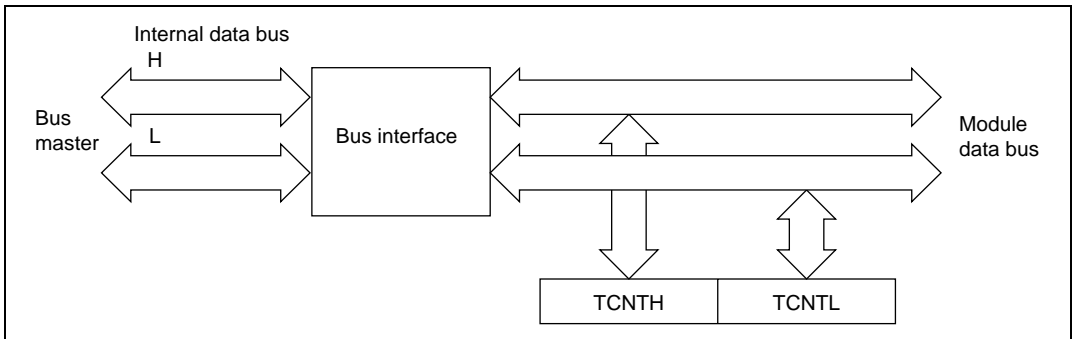 Internal data bus
H
Bus
master
L
Bus interface
Module
data bus
TCNTH
TCNTL